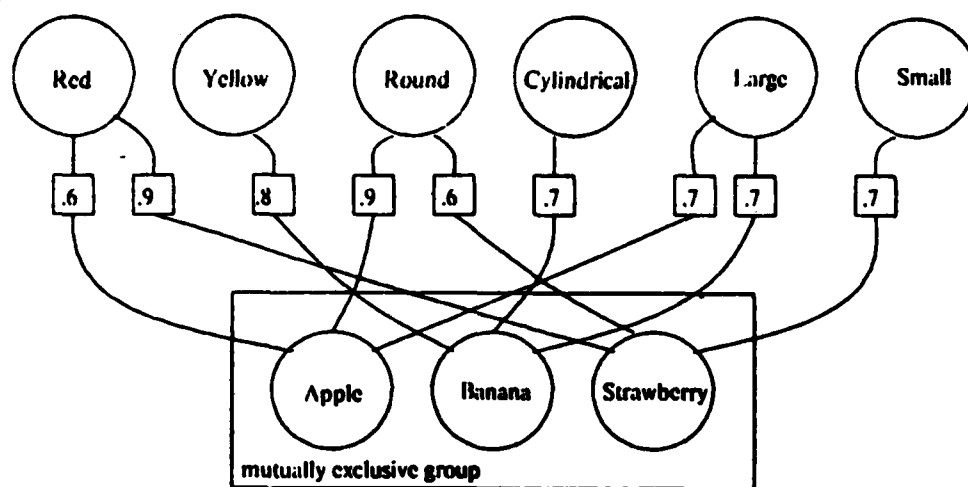 Red Yellow Round Cylindrical Large Small
.6 .9 .8 .9 .6 .7 .7 .7 .7
Apple Banana Strawberry
mutually exclusive group